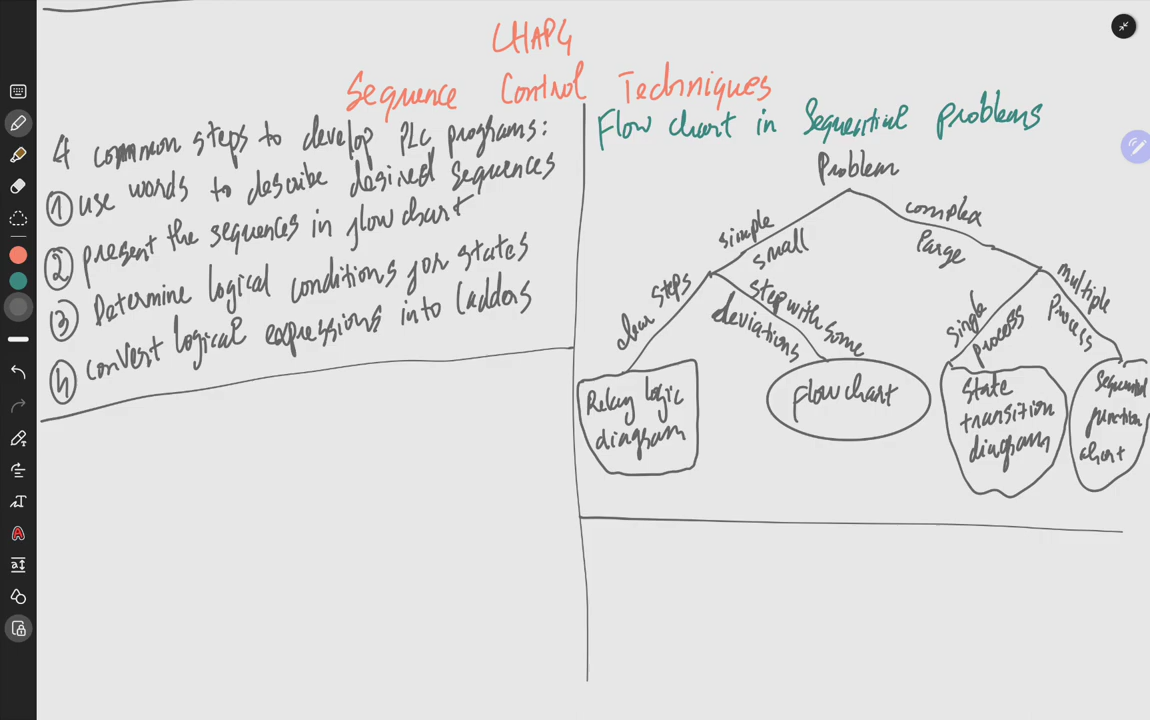 CHAP4
Sequence Control Techniques
4 common steps to develop PLC programs:
① use words to describe desired sequences
② present the sequences in flow chart
③ Determine logical conditions for states
④ convert logical expressions into ladders
Flow chart in Sequential problems
Problem
simple
small
complex
large
clear steps
step with some
deviations
single
process
multiple
process
Relay logic
diagram
flow chart
State
transition
diagram
Sequential
function
chart